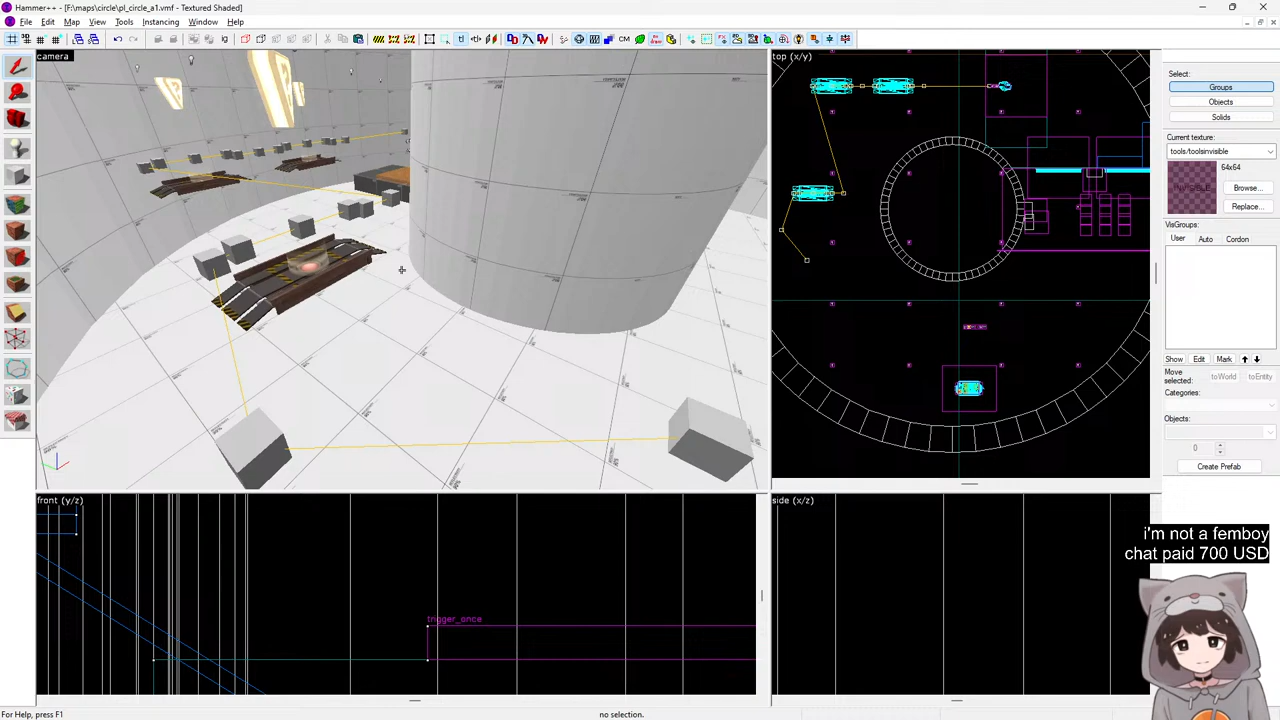 Hammer++ - [F:\maps\circle\pl_circle_a1.vmf - Textured Shaded]
File Edit Map View Tools Instancing Window Help
camera
top (x/y)
Select:
Groups
Objects
Solids
Current texture:
tools/toolsinvisible
64x64
Browse...
Replace...
VisGroups:
User Auto Cordon
Show Edit Mark
Move selected:
toWorld toEntity
Categories:
Objects:
0
Create Prefab
front (y/z)
side (x/z)
trigger_once
i'm not a femboy
chat paid 700 USD
For Help, press F1
no selection.